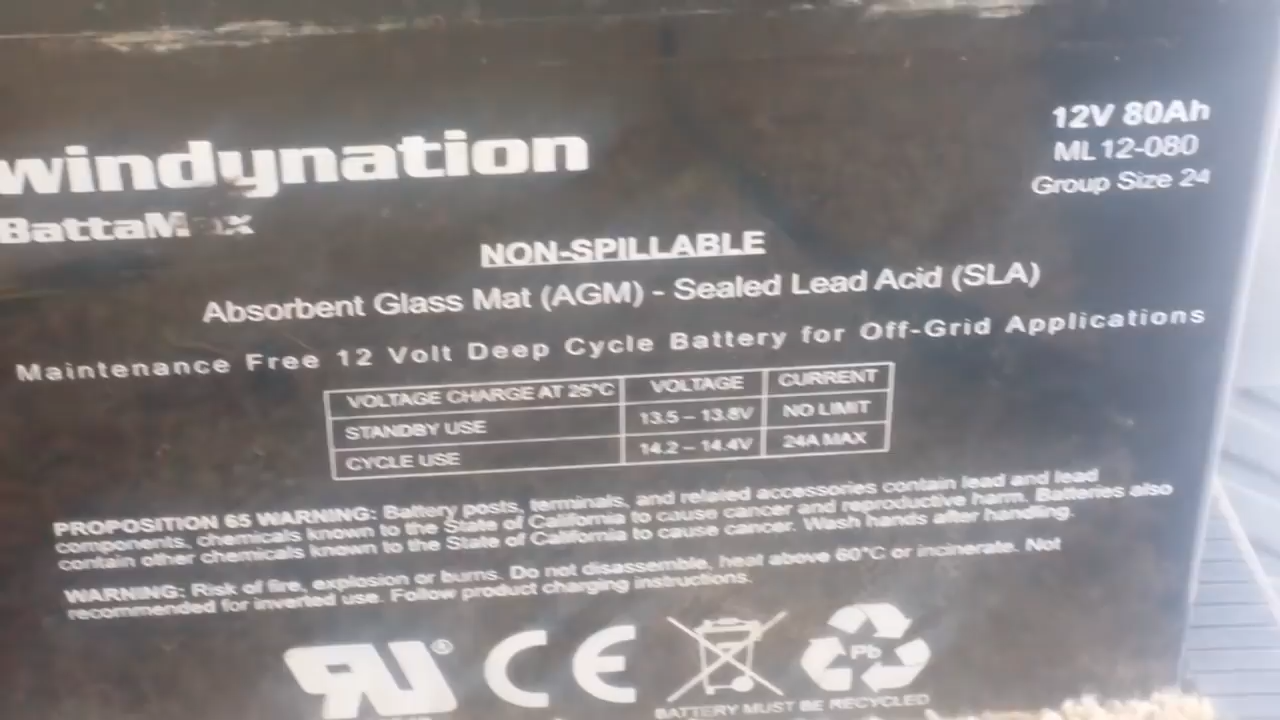 windynation
BattaM x
12V 80Ah
ML12-080
Group Size 24
NON-SPILLABLE
Absorbent Glass Mat (AGM) - Sealed Lead Acid (SLA)
Maintenance Free 12 Volt Deep Cycle Battery for Off-Grid Applications
VOLTAGE CHARGE AT 25°C VOLTAGE CURRENT
STANDBY USE 13.5 – 13.8V NO LIMIT
CYCLE USE 14.2 – 14.4V 24A MAX
PROPOSITION 65 WARNING: Battery posts, terminals, and related accessories contain lead and lead
components, chemicals known to the State of California to cause cancer and reproductive harm. Batteries also
contain other chemicals known to the State of California to cause cancer. Wash hands after handling.
WARNING: Risk of fire, explosion or burns. Do not disassemble, heat above 60°C or incinerate. Not
recommended for inverted use. Follow product charging instructions.
® CE Pb
BATTERY MUST BE RECYCLED